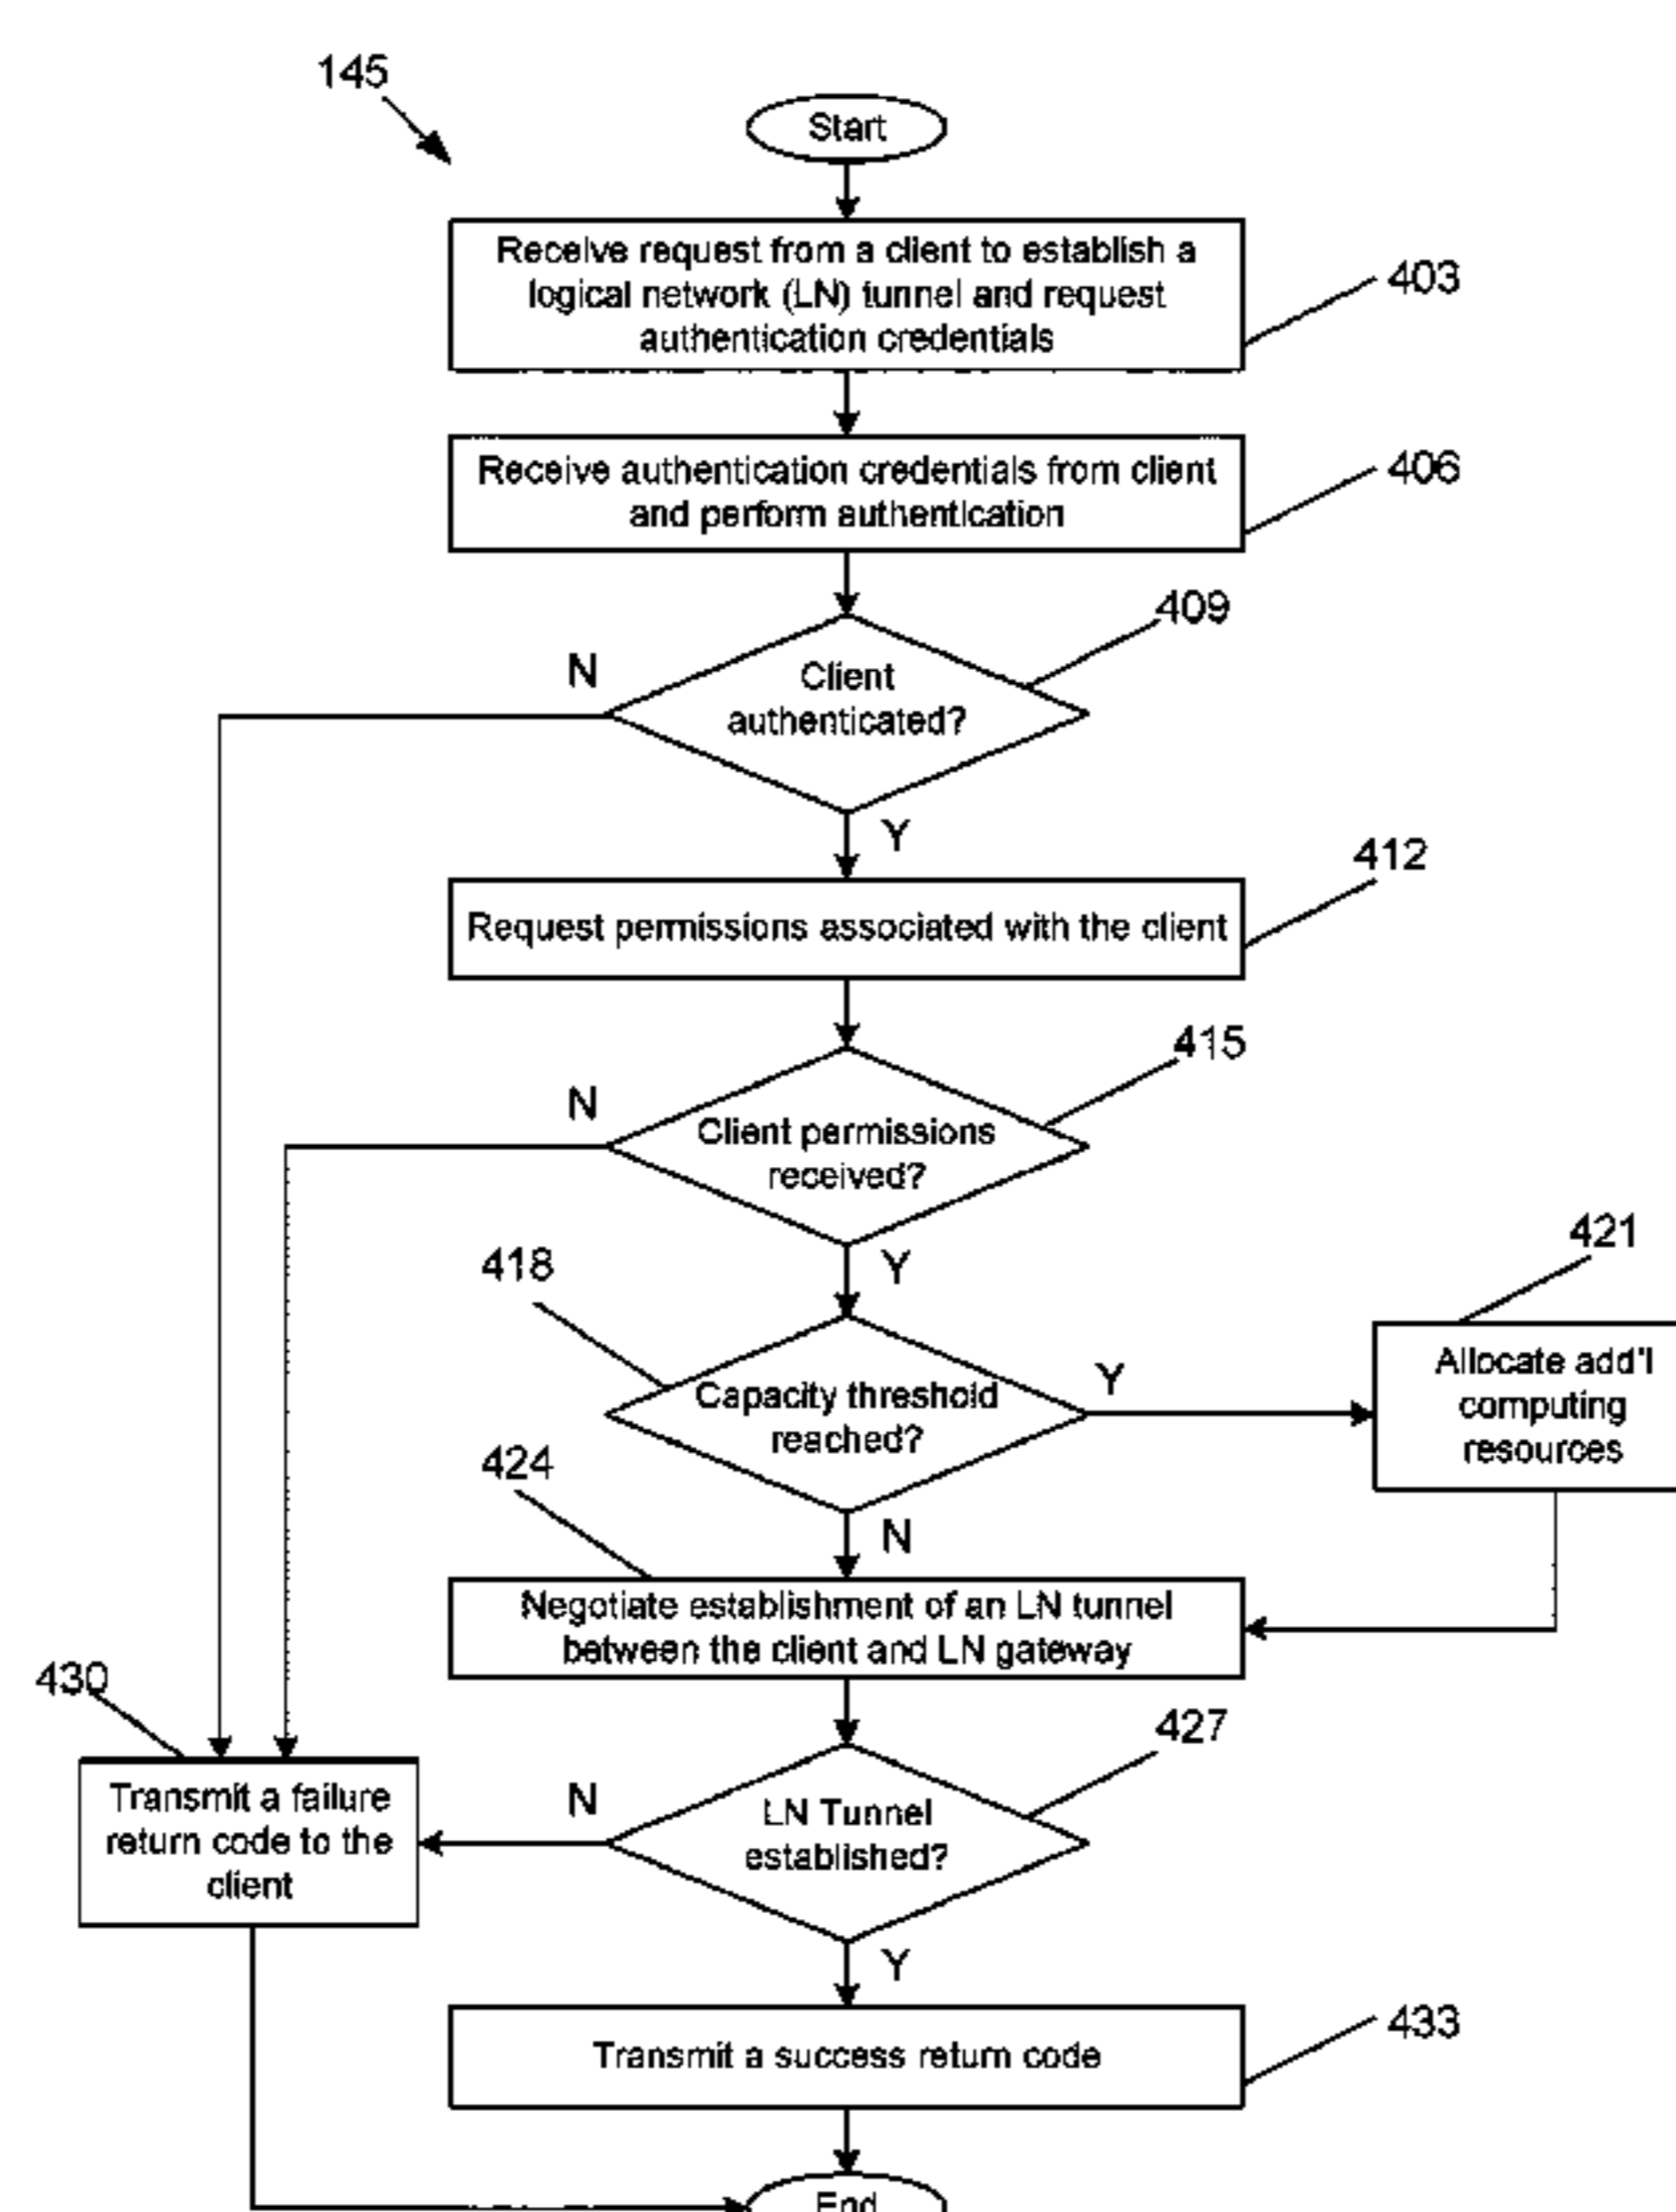 145
Start
Receive request from a client to establish a
logical network (LN) tunnel and request
authentication credentials
403
Receive authentication credentials from client
and perform authentication
406
409
Client
authenticated?
N
Y
412
Request permissions associated with the client
415
Client permissions
received?
N
Y
418
421
Capacity threshold
reached?
Y
N
Allocate add'l
computing
resources
424
Negotiate establishment of an LN tunnel
between the client and LN gateway
430
427
Transmit a failure
return code to the
client
N
LN Tunnel
established?
Y
433
Transmit a success return code
End